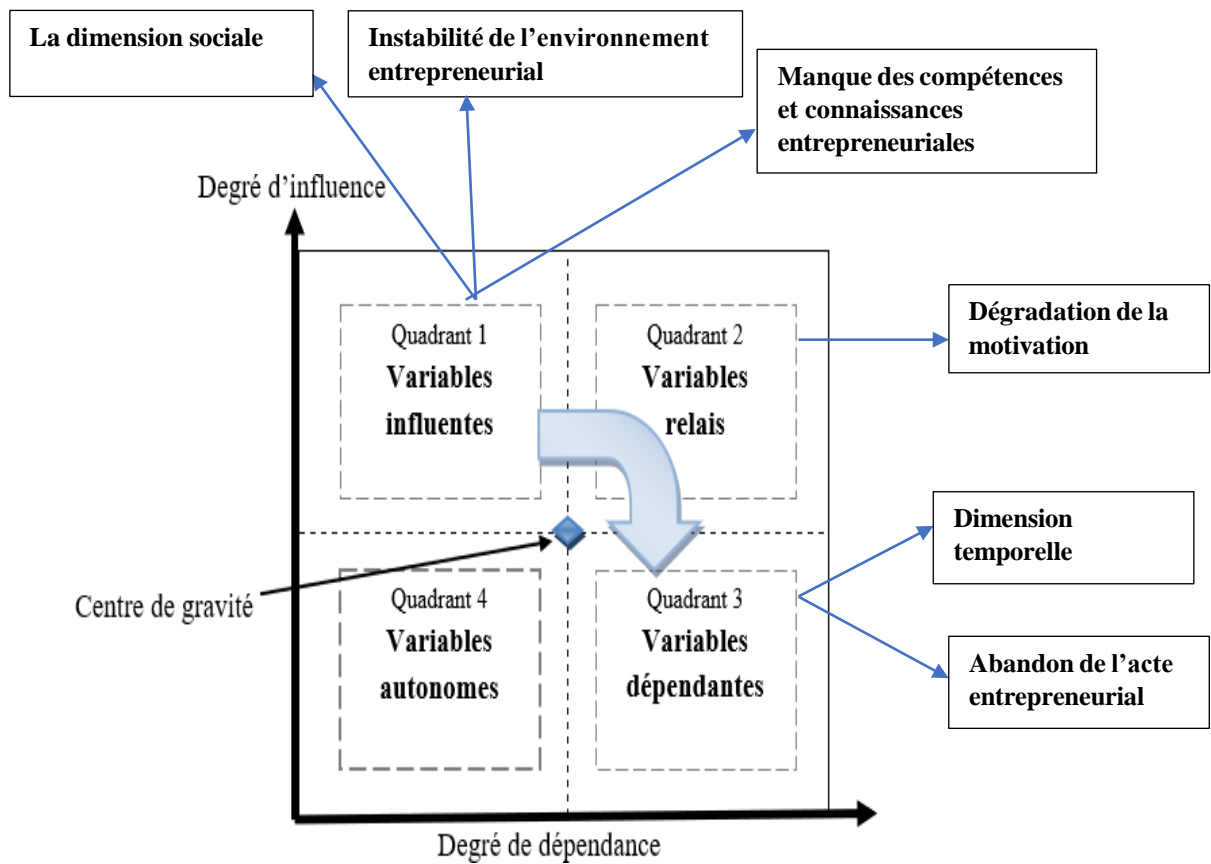 La dimension sociale
Instabilité de l’environnement
entrepreneurial
Manque des compétences
et connaissances
entrepreneuriales
Degré d’influence
Quadrant 1
Variables
influentes
Quadrant 2
Variables
relais
Dégradation de la
motivation
Centre de gravité
Quadrant 4
Variables
autonomes
Quadrant 3
Variables
dépendantes
Dimension
temporelle
Abandon de l’acte
entrepreneurial
Degré de dépendance